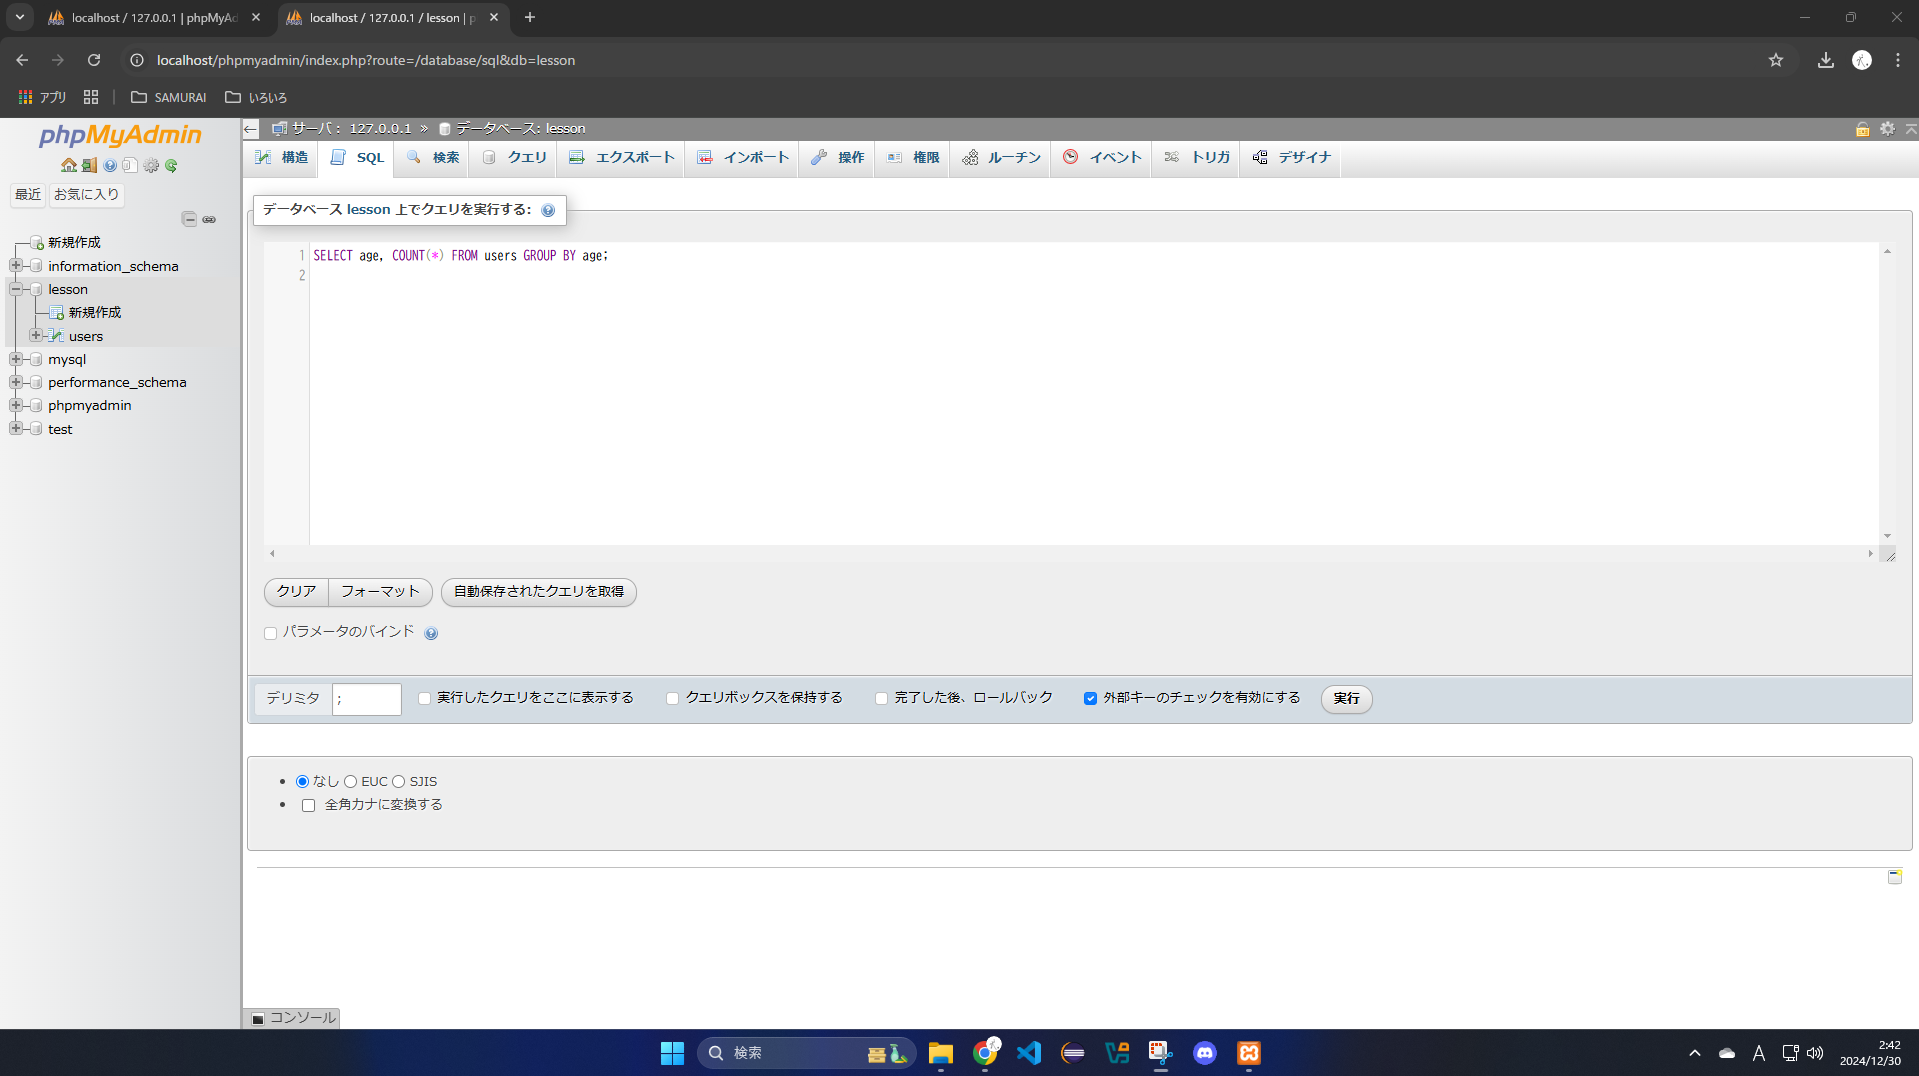 localhost / 127.0.0.1 | phpMyAd
localhost / 127.0.0.1 / lesson | p
localhost/phpmyadmin/index.php?route=/database/sql&db=lesson
アプリ
SAMURAI
いろいろ
phpMyAdmin
最近
お気に入り
新規作成
information_schema
lesson
新規作成
users
mysql
performance_schema
phpmyadmin
test
サーバ: 127.0.0.1 » データベース: lesson
構造
SQL
検索
クエリ
エクスポート
インポート
操作
権限
ルーチン
イベント
トリガ
デザイナ
データベース lesson 上でクエリを実行する:
1 SELECT age, COUNT(*) FROM users GROUP BY age;
2
クリア
フォーマット
自動保存されたクエリを取得
パラメータのバインド
デリミタ
;
実行したクエリをここに表示する
クエリボックスを保持する
完了した後、ロールバック
外部キーのチェックを有効にする
実行
なし EUC SJIS
全角カナに変換する
コンソール
検索
A
2:42
2024/12/30